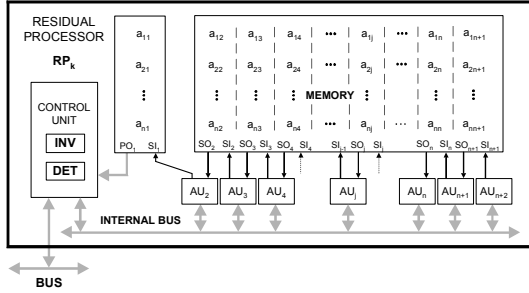 RESIDUAL
PROCESSOR
RPk
CONTROL
UNIT
INV
DET
a11
a21
an1
PO1 SI1
a12 a13 a14 ••• a1j ••• a1n a1n+1
a22 a23 a24 ••• a2j ••• a2n a2n+1
MEMORY
an2 an3 an4 ... anj ... ann ann+1
SO2 SI2 SO3 SI3 SO4 SI4 SIj-1 SOj SIj SOn SIn SOn+1 SIn+1
AU2 AU3 AU4 AUj AUn AUn+1 AUn+2
INTERNAL BUS
BUS